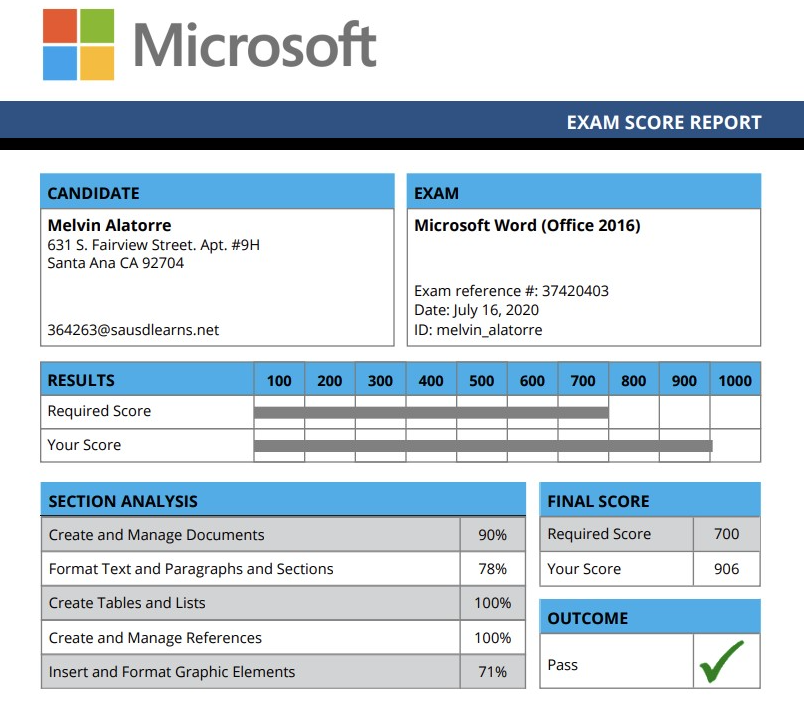 Microsoft
EXAM SCORE REPORT
CANDIDATE
Melvin Alatorre
631 S. Fairview Street. Apt. #9H
Santa Ana CA 92704
364263@sausdlearns.net
EXAM
Microsoft Word (Office 2016)
Exam reference #: 37420403
Date: July 16, 2020
ID: melvin_alatorre
RESULTS 100 200 300 400 500 600 700 800 900 1000
Required Score
Your Score
SECTION ANALYSIS
Create and Manage Documents 90%
Format Text and Paragraphs and Sections 78%
Create Tables and Lists 100%
Create and Manage References 100%
Insert and Format Graphic Elements 71%
FINAL SCORE
Required Score 700
Your Score 906
OUTCOME
Pass